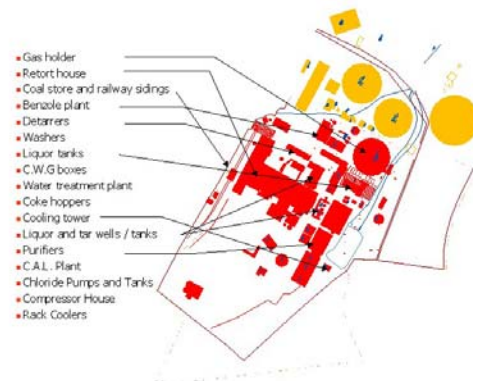 Gas holder
Retort house
Coal store and railway sidings
Benzole plant
Detarrers
Washers
Liquor tanks
C.W.G boxes
Water treatment plant
Coke hoppers
Cooling tower
Liquor and tar wells / tanks
Purifiers
C.A.L. Plant
Chloride Pumps and Tanks
Compressor House
Rack Coolers